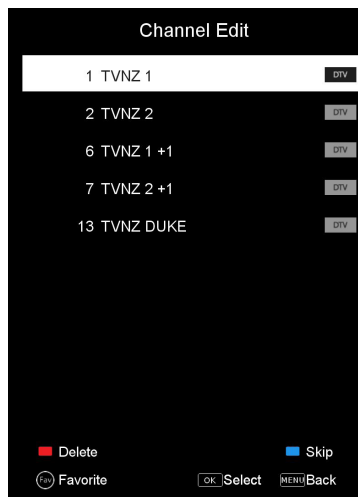 Channel Edit
1 TVNZ 1 DTV
2 TVNZ 2 DTV
6 TVNZ 1 +1 DTV
7 TVNZ 2 +1 DTV
13 TVNZ DUKE DTV
Delete Skip
Fav Favorite OK Select MENU Back